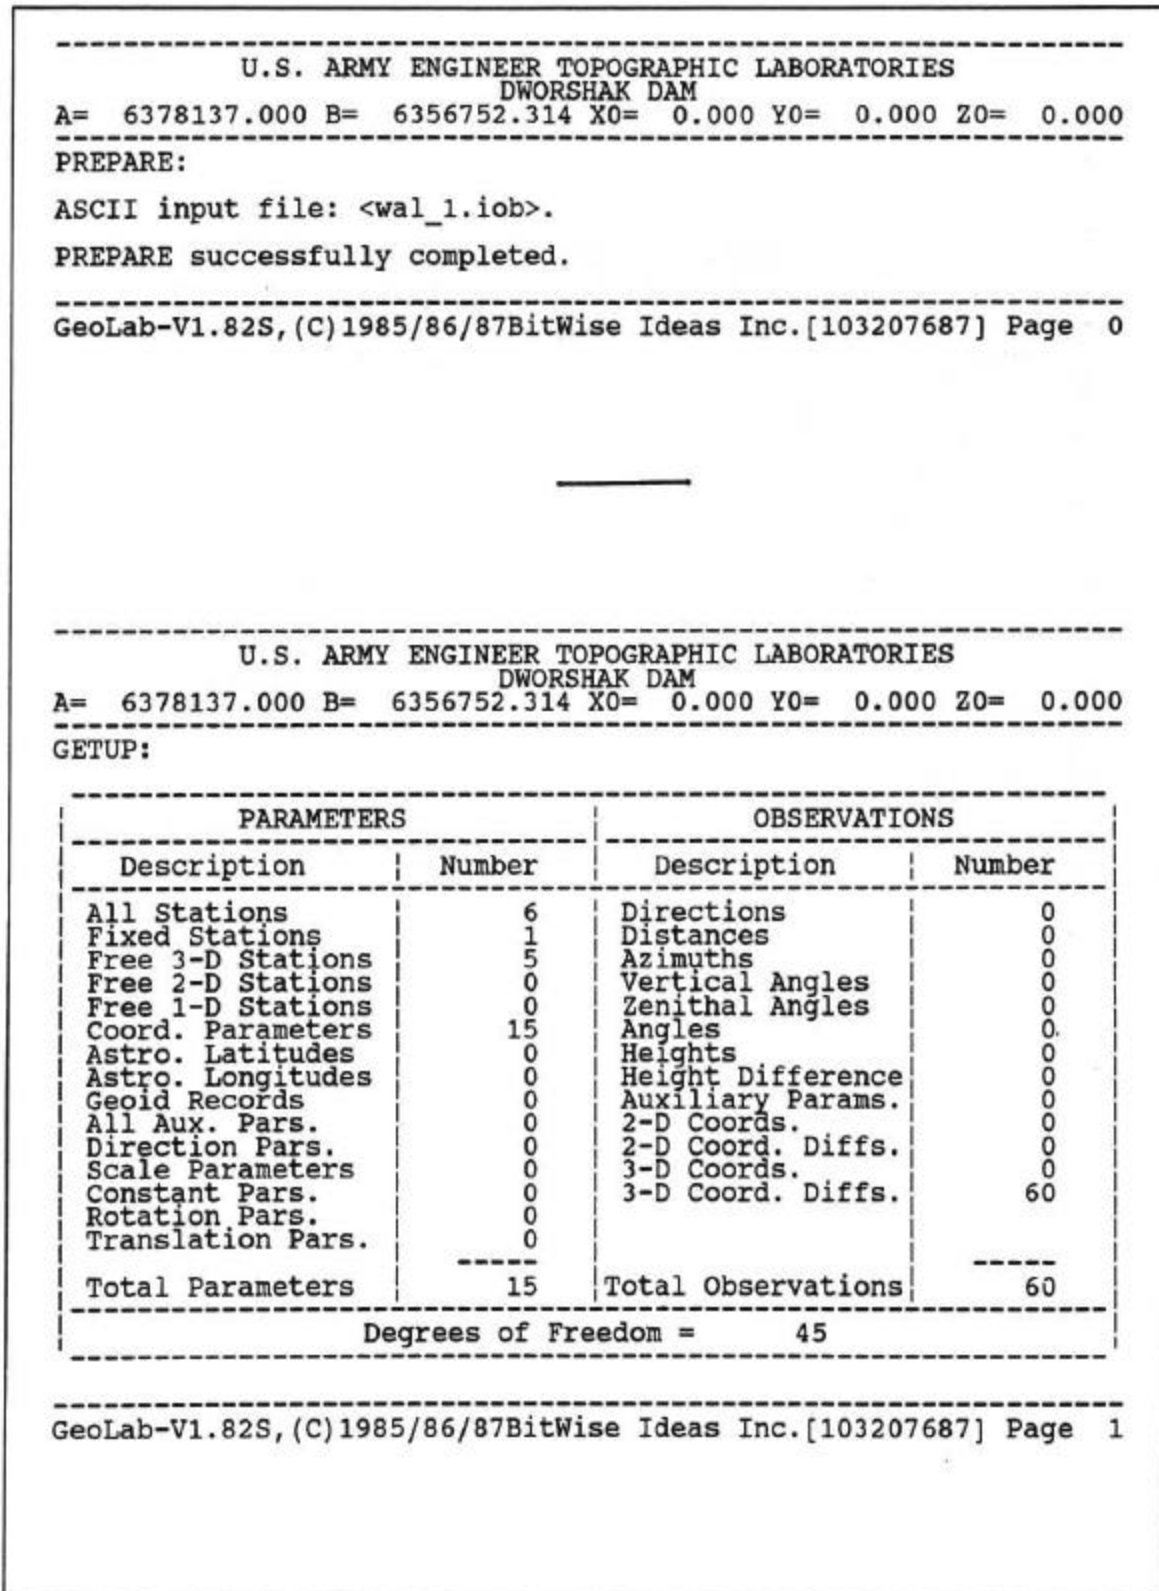 U.S. ARMY ENGINEER TOPOGRAPHIC LABORATORIES
DWORSHAK DAM
A= 6378137.000 B= 6356752.314 X0= 0.000 Y0= 0.000 Z0= 0.000
PREPARE:
ASCII input file: <wal_1.iob>.
PREPARE successfully completed.
GeoLab-V1.82S,(C)1985/86/87BitWise Ideas Inc.[103207687] Page 0
U.S. ARMY ENGINEER TOPOGRAPHIC LABORATORIES
DWORSHAK DAM
A= 6378137.000 B= 6356752.314 X0= 0.000 Y0= 0.000 Z0= 0.000
GETUP:
PARAMETERS | OBSERVATIONS
Description | Number | Description | Number
All Stations | 6 | Directions | 0
Fixed Stations | 1 | Distances | 0
Free 3-D Stations | 5 | Azimuths | 0
Free 2-D Stations | 0 | Vertical Angles | 0
Free 1-D Stations | 0 | Zenithal Angles | 0
Coord. Parameters | 15 | Angles | 0
Astro. Latitudes | 0 | Heights | 0
Astro. Longitudes | 0 | Height Difference | 0
Geoid Records | 0 | Auxiliary Params. | 0
All Aux. Pars. | 0 | 2-D Coords. | 0
Direction Pars. | 0 | 2-D Coord. Diffs. | 0
Scale Parameters | 0 | 3-D Coords. | 0
Constant Pars. | 0 | 3-D Coord. Diffs. | 60
Rotation Pars. | 0
Translation Pars. | 0
Total Parameters | 15 | Total Observations | 60
Degrees of Freedom = 45
GeoLab-V1.82S,(C)1985/86/87BitWise Ideas Inc.[103207687] Page 1